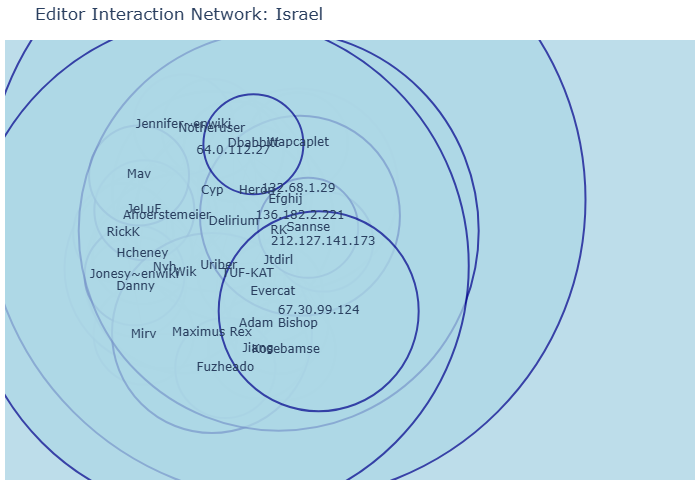 Editor Interaction Network: Israel
Jennifer~enwiki
Notheruser
Dbabbitt
Wapcaplet
64.0.112.27
Mav
Cyp
Heron
132.68.1.29
Efghij
JeLuF
Ahoerstemeier
136.182.2.221
Delirium
RickK
RK
Sannse
212.127.141.173
Hcheney
Jtdirl
Nyh
Uriber
Jonesy~enwiki
Wik
UF-KAT
Danny
Evercat
67.30.99.124
Adam Bishop
Mirv
Maximus Rex
Jiang
Kosebamse
Fuzheado